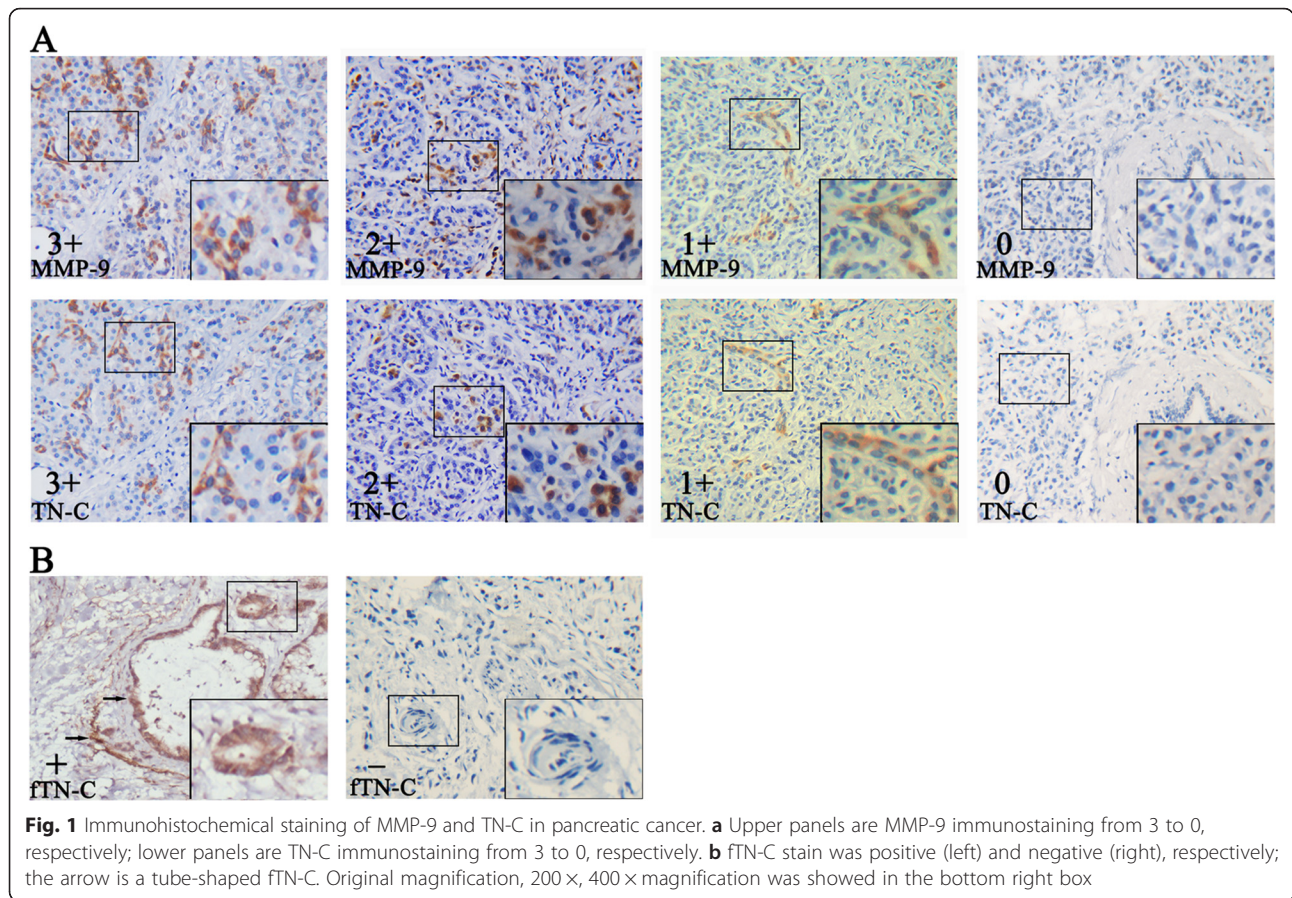 A
3+
MMP-9
2+
MMP-9
1+
MMP-9
0
MMP-9
3+
TN-C
2+
TN-C
1+
TN-C
0
TN-C
B
+
fTN-C
−
fTN-C
Fig. 1 Immunohistochemical staining of MMP-9 and TN-C in pancreatic cancer. a Upper panels are MMP-9 immunostaining from 3 to 0,
respectively; lower panels are TN-C immunostaining from 3 to 0, respectively. b fTN-C stain was positive (left) and negative (right), respectively;
the arrow is a tube-shaped fTN-C. Original magnification, 200 ×, 400 × magnification was showed in the bottom right box